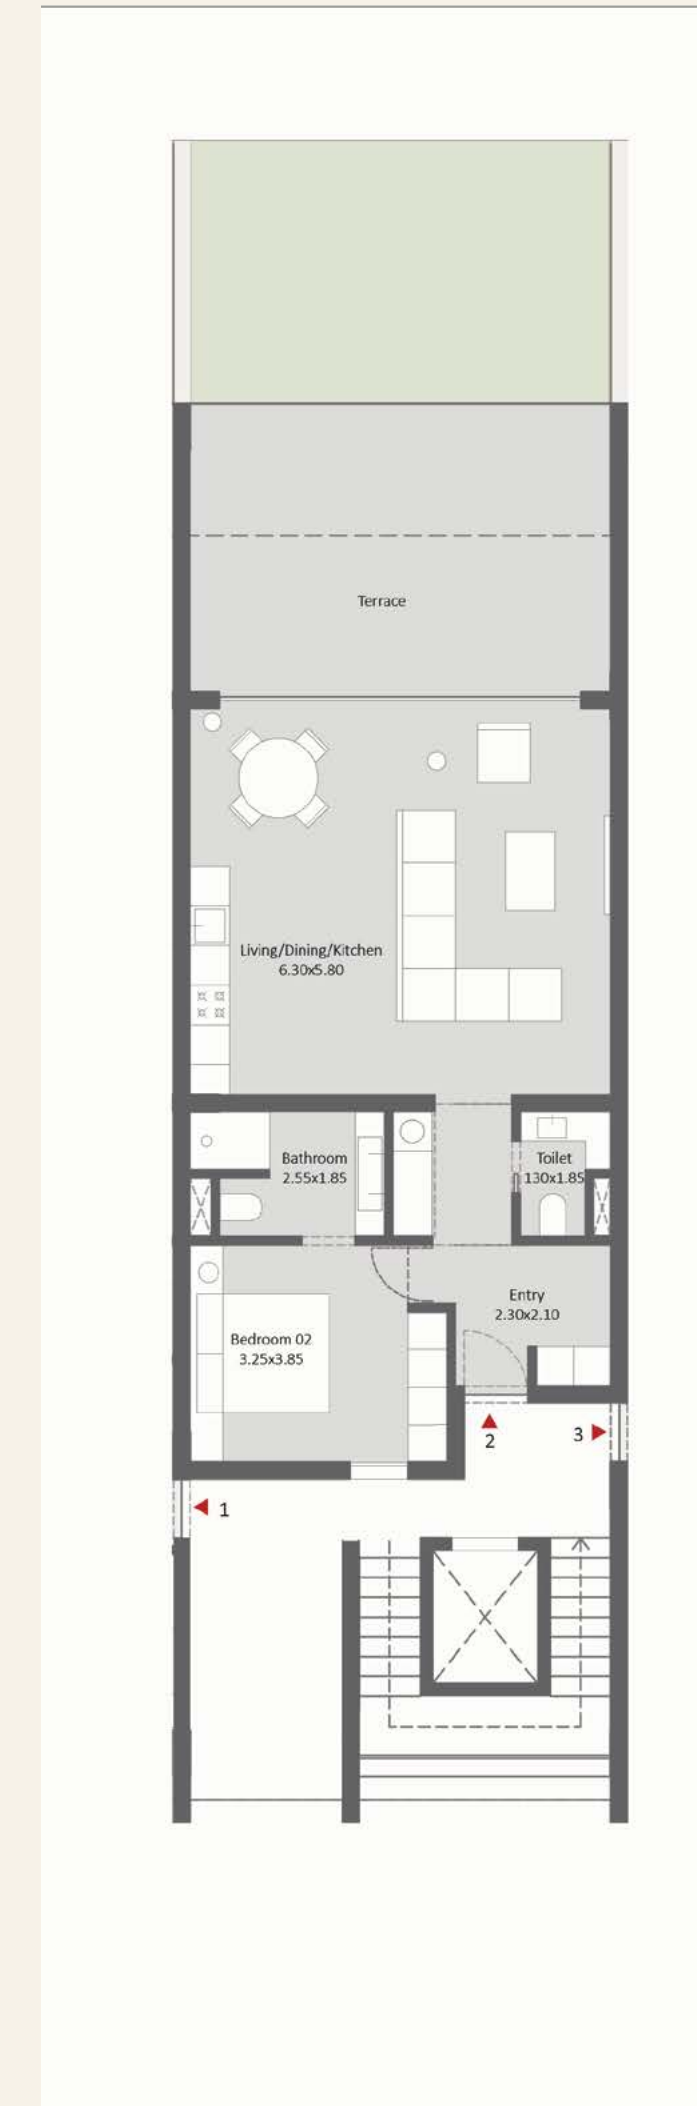 Terrace
Living/Dining/Kitchen
6.30x5.80
Bathroom
2.55x1.85
Toilet
130x1.85
Entry
2.30x2.10
Bedroom 02
3.25x3.85
2
3
1